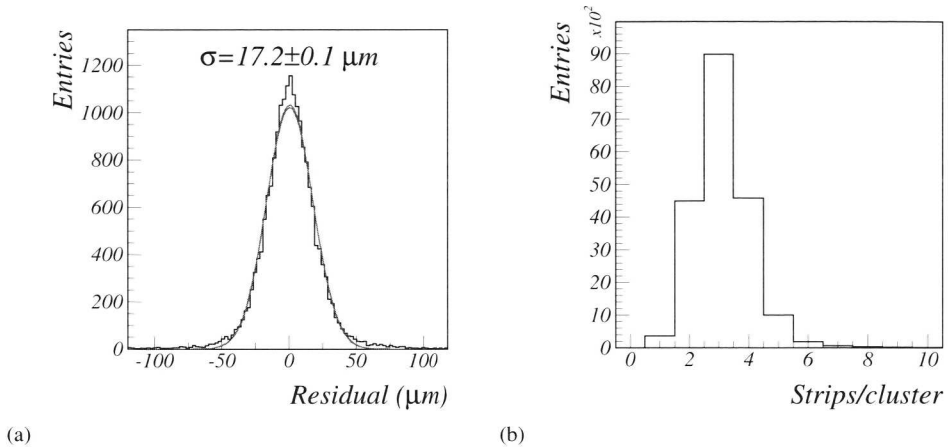 Entries
σ=17.2±0.1 μm
1200
1000
800
600
400
200
0
-100 -50 0 50 100
Residual (μm)
(a)
Entries
x10²
90
80
70
60
50
40
30
20
10
0
0 2 4 6 8 10
Strips/cluster
(b)